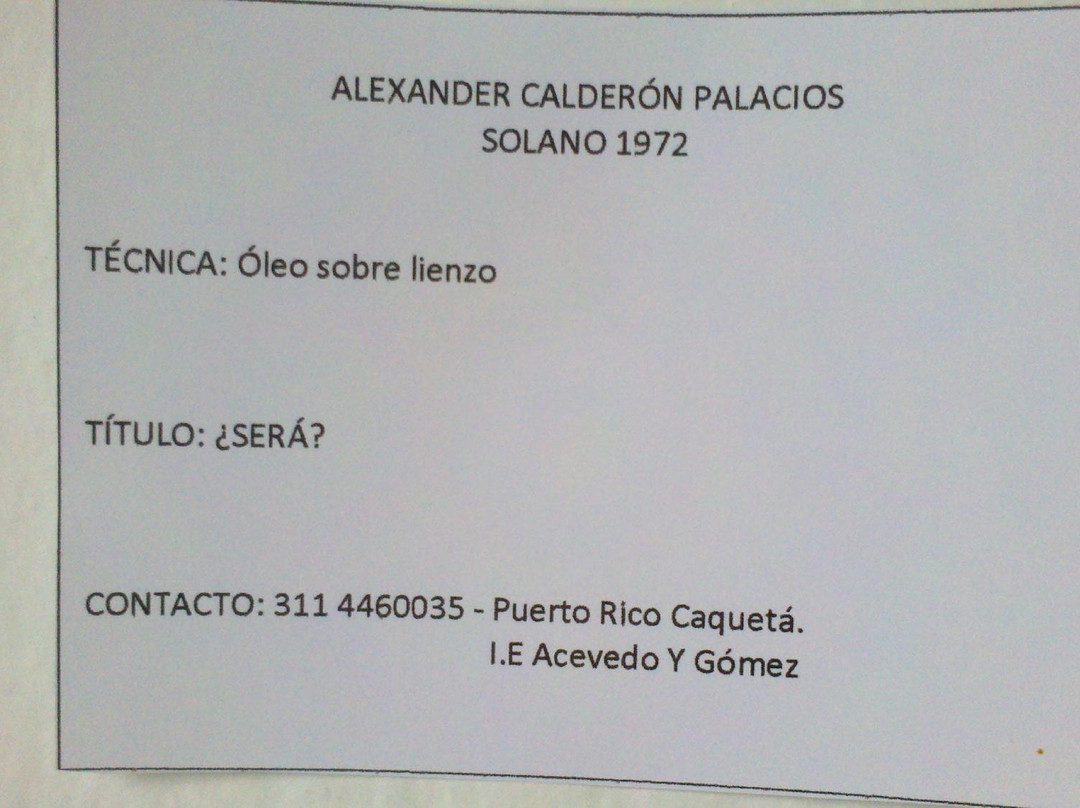 ALEXANDER CALDERÓN PALACIOS
SOLANO 1972
TÉCNICA: Óleo sobre lienzo
TÍTULO: ¿SERÁ?
CONTACTO: 311 4460035 - Puerto Rico Caquetá.
I.E Acevedo Y Gómez